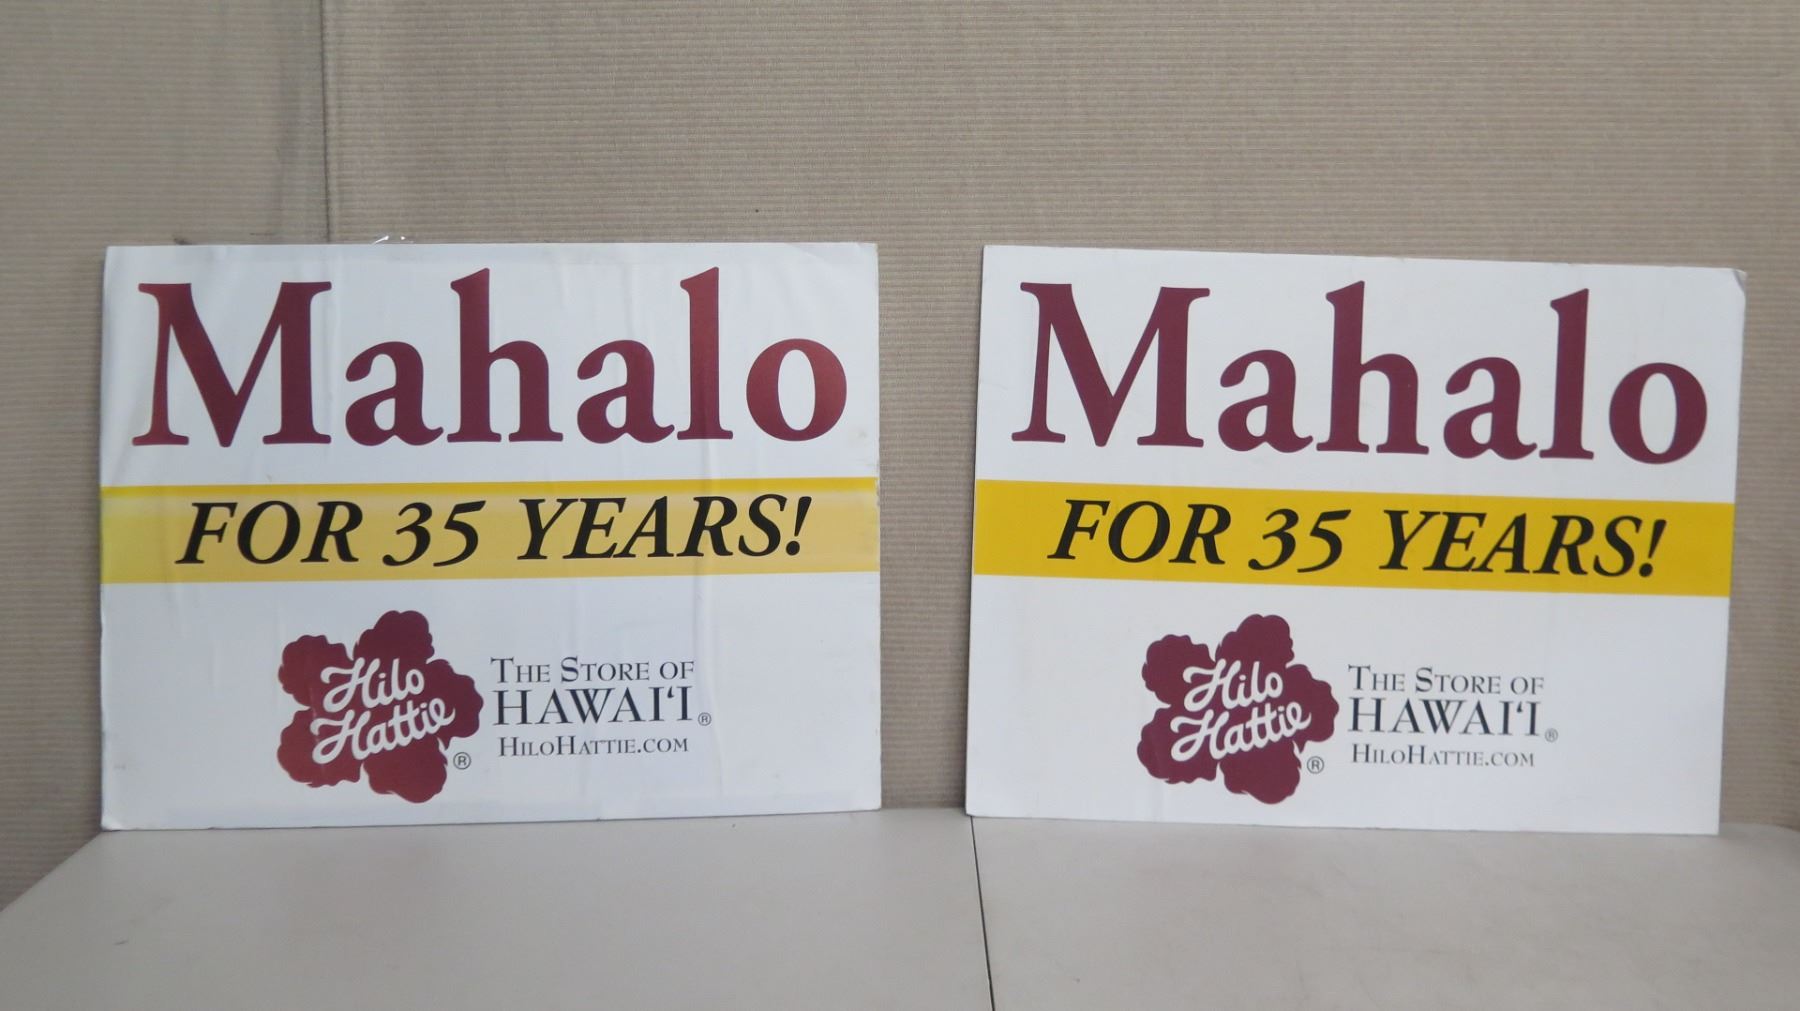 Mahalo
FOR 35 YEARS!
Hilo
Hattie®
THE STORE OF
HAWAI‘I®
HILOHATTIE.COM
Mahalo
FOR 35 YEARS!
Hilo
Hattie®
THE STORE OF
HAWAI‘I®
HILOHATTIE.COM